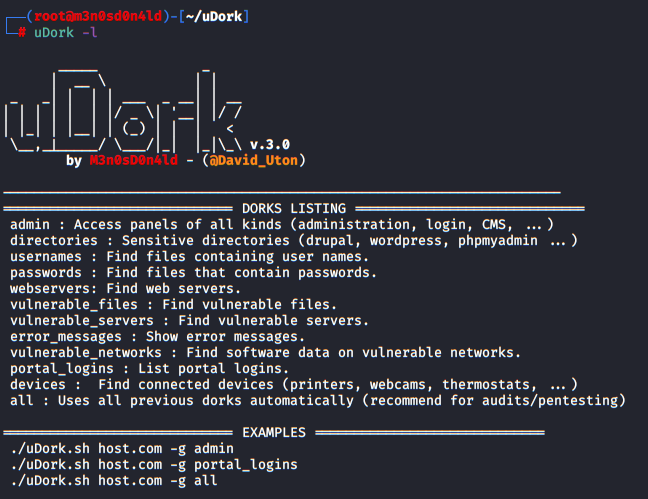 (root@m3n0sd0n4ld)-[~/uDork]
# uDork -l
uDork v.3.0
by M3n0sD0n4ld - (@David_Uton)
DORKS LISTING
admin : Access panels of all kinds (administration, login, CMS, ...)
directories : Sensitive directories (drupal, wordpress, phpmyadmin ...)
usernames : Find files containing user names.
passwords : Find files that contain passwords.
webservers: Find web servers.
vulnerable_files : Find vulnerable files.
vulnerable_servers : Find vulnerable servers.
error_messages : Show error messages.
vulnerable_networks : Find software data on vulnerable networks.
portal_logins : List portal logins.
devices :  Find connected devices (printers, webcams, thermostats, ...)
all : Uses all previous dorks automatically (recommend for audits/pentesting)
EXAMPLES
./uDork.sh host.com -g admin
./uDork.sh host.com -g portal_logins
./uDork.sh host.com -g all